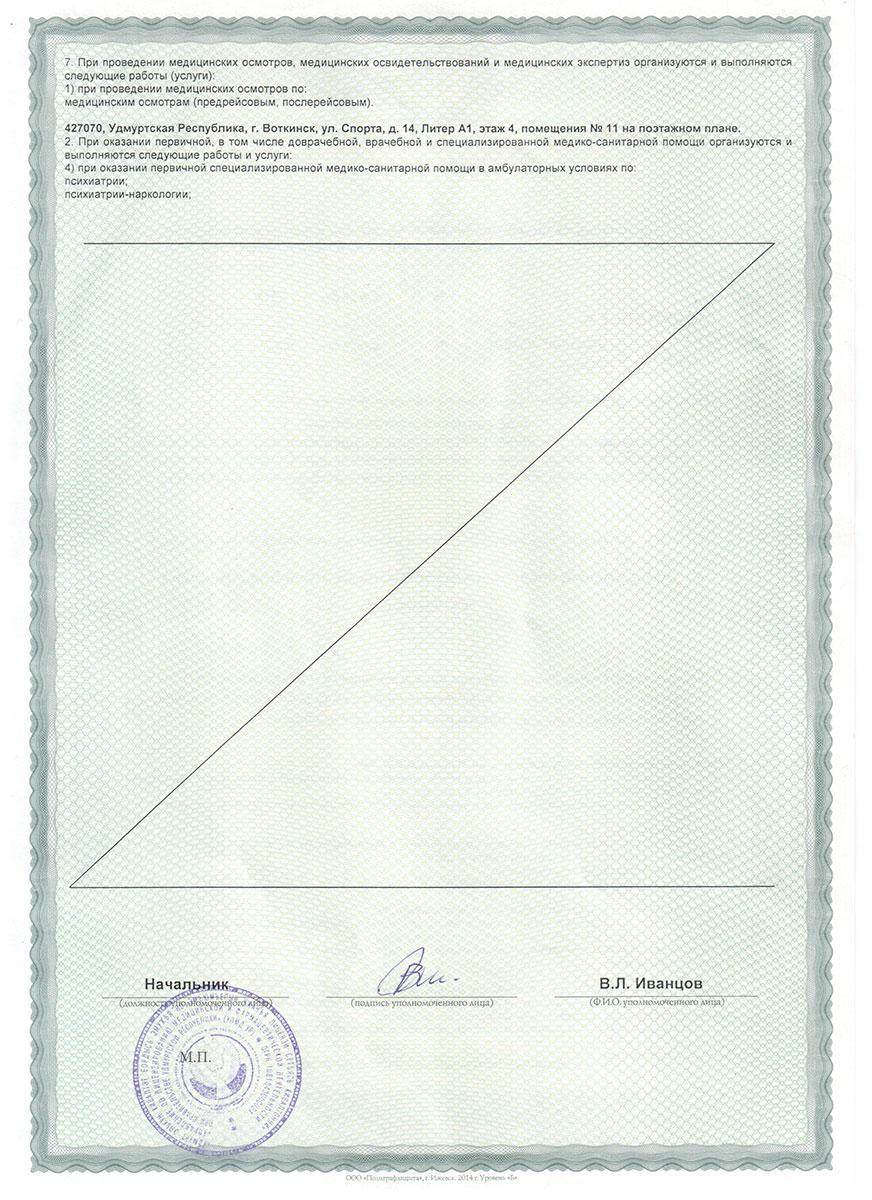 7. При проведении медицинских осмотров, медицинских освидетельствований и медицинских экспертиз организуются и выполняются
следующие работы (услуги):
1) при проведении медицинских осмотров по:
медицинским осмотрам (предрейсовым, послерейсовым).
427070, Удмуртская Республика, г. Воткинск, ул. Спорта, д. 14, Литер А1, этаж 4, помещения № 11 на поэтажном плане.
2. При оказании первичной, в том числе доврачебной, врачебной и специализированной медико-санитарной помощи организуются и
выполняются следующие работы и услуги:
4) при оказании первичной специализированной медико-санитарной помощи в амбулаторных условиях по:
психиатрии;
психиатрии-наркологии;
Начальник
В.Л. Иванцов
(должность уполномоченного лица)
(подпись уполномоченного лица)
(Ф.И.О. уполномоченного лица)
М.П.
ООО «Полиграфзащита», г. Ижевск. 2014 г. Уровень «Б».